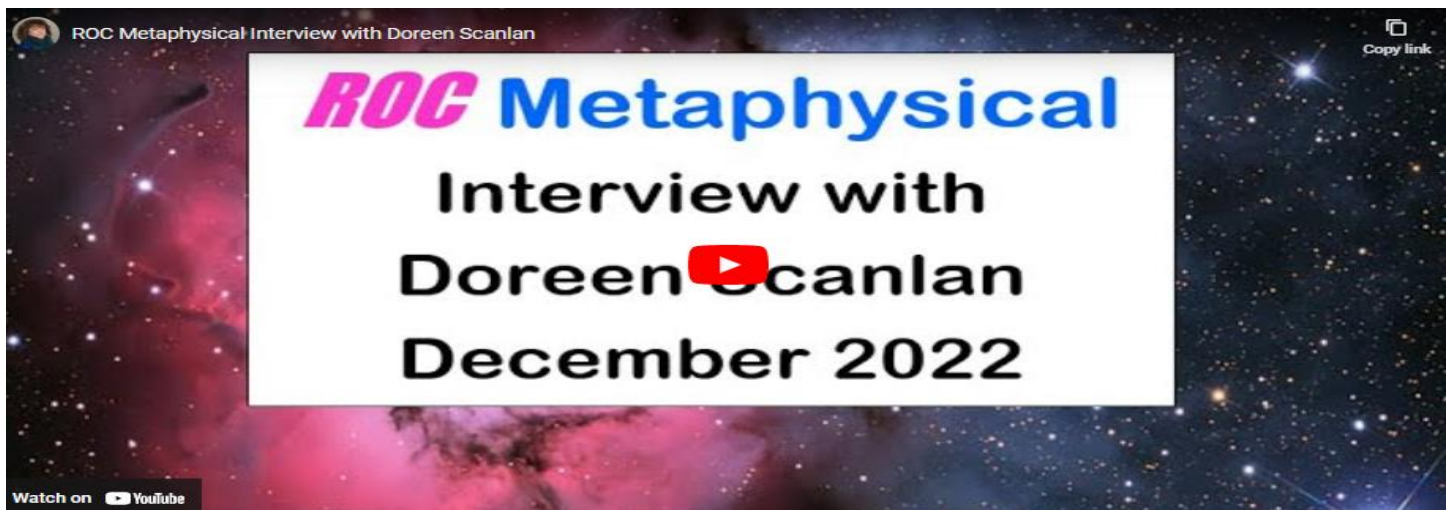 ROC Metaphysical Interview with Doreen Scanlan
Copy link
ROC Metaphysical
Interview with
Doreen Scanlan
December 2022
Watch on YouTube